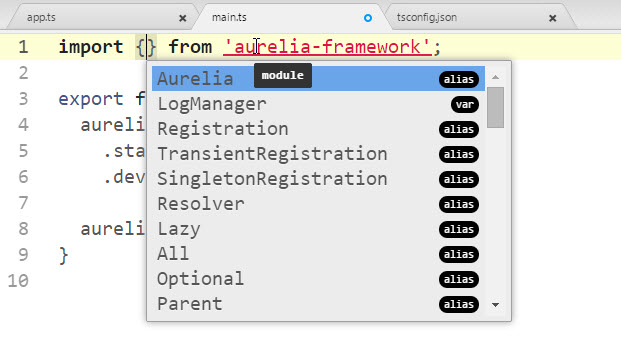 app.ts × main.ts tsconfig.json ×
1 import {} from 'aurelia-framework';
module
2
3 export f
4 aureli
5 .sta
6 .dev
7
8 aureli
9 }
10
Aurelia alias
LogManager var
Registration alias
TransientRegistration alias
SingletonRegistration alias
Resolver alias
Lazy alias
All alias
Optional alias
Parent alias